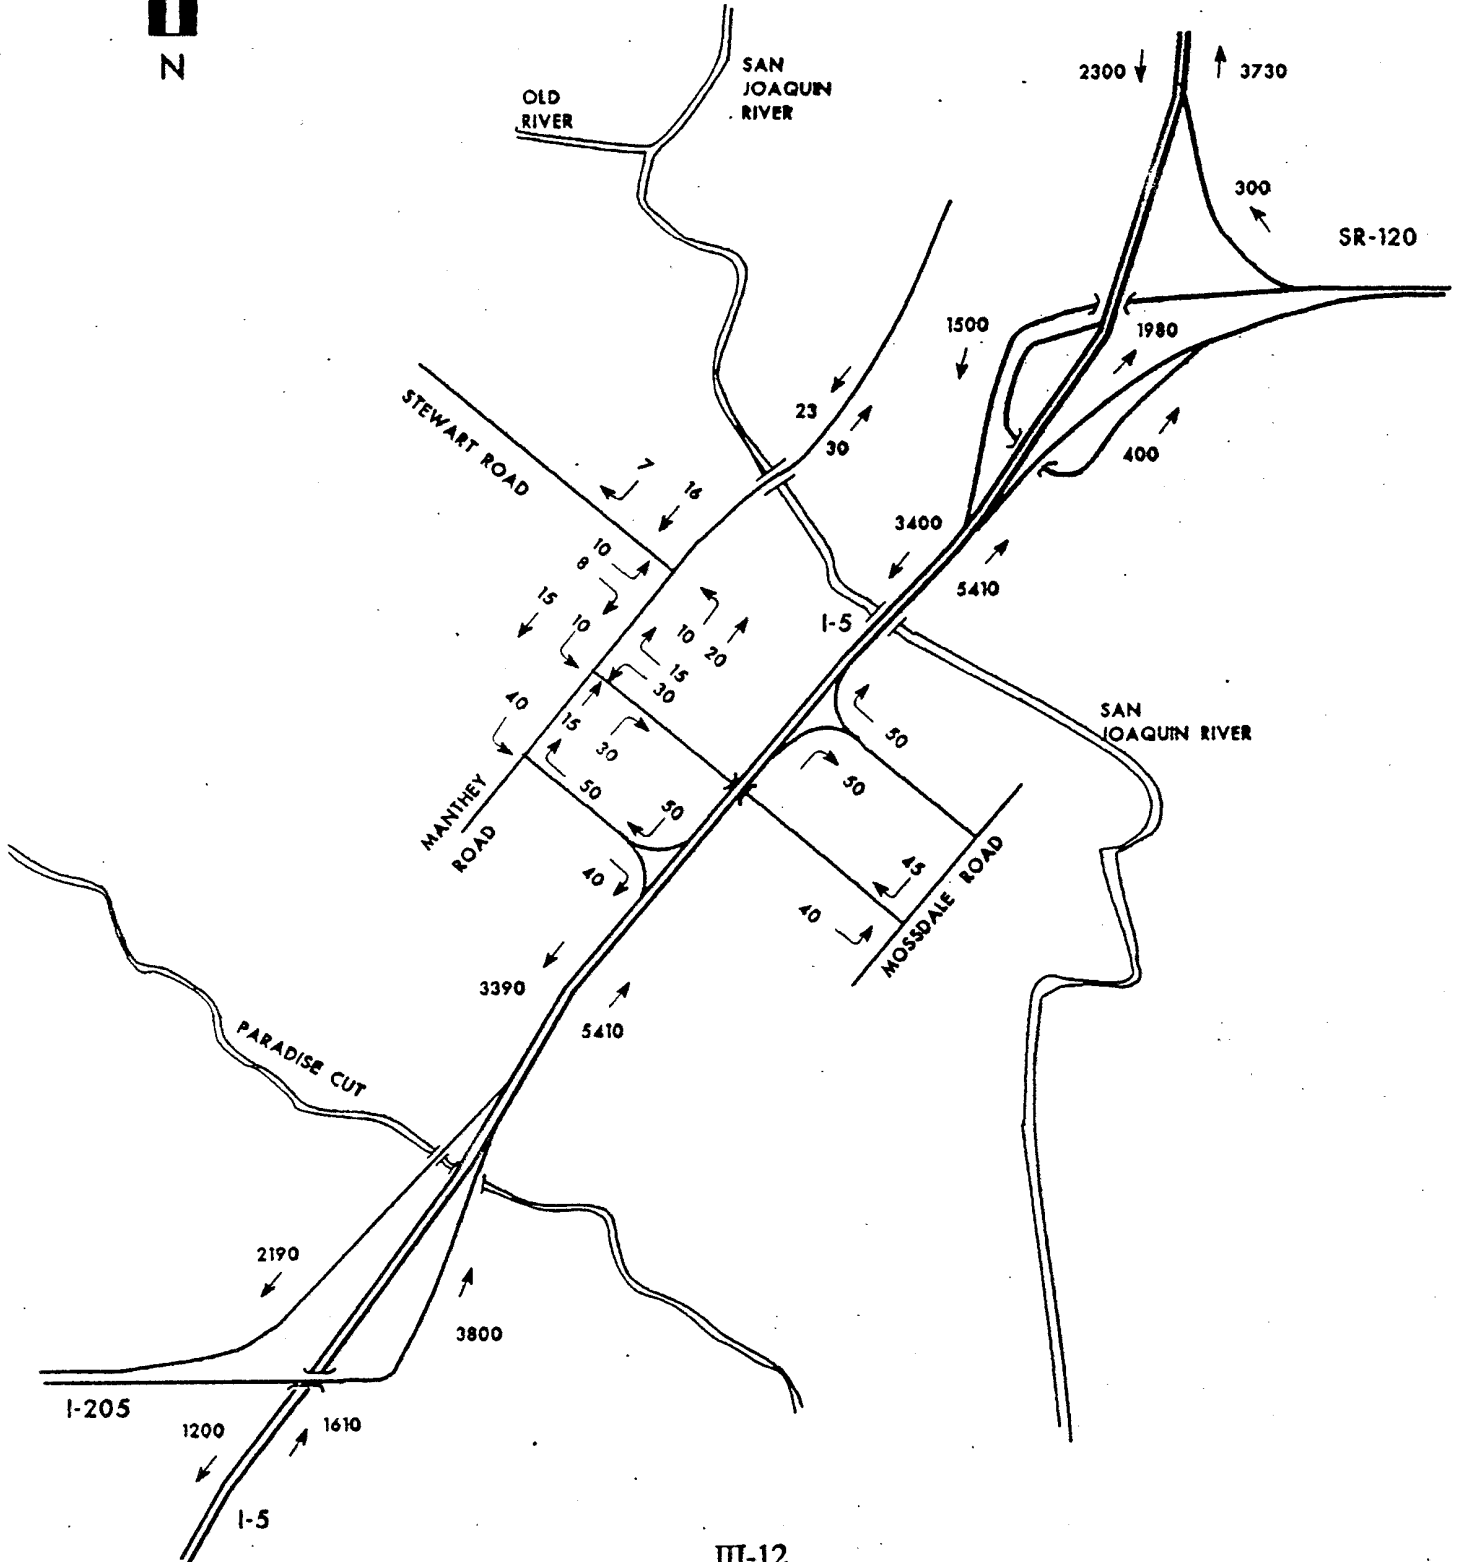 N
SAN
JOAQUIN
RIVER
OLD
RIVER
2300
3730
300
SR-120
1500
1980
23
30
400
STEWART ROAD
7
16
3400
5410
10
8
15
10
I-5
10
20
15
30
40
15
30
50
50
40
MANTHEY
ROAD
SAN
JOAQUIN RIVER
50
50
45
40
MOSSDALE ROAD
3390
5410
PARADISE CUT
2190
3800
I-205
1200
1610
I-5
III-12